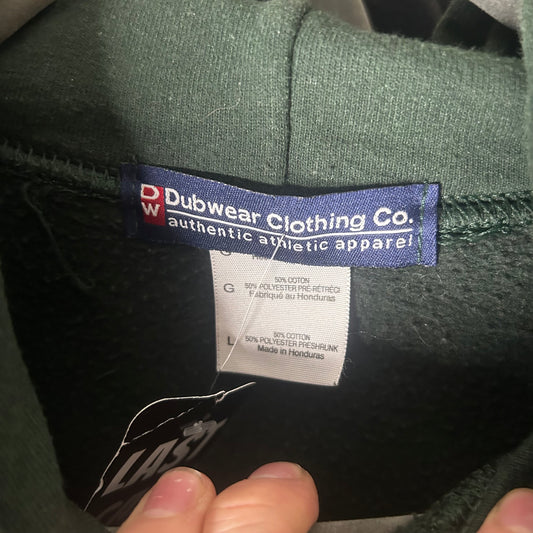 DW Dubwear Clothing Co.
authentic athletic apparel
50% COTON
G 50% POLYESTER PRÉ-RÉTRÉCI
Fabriqué au Honduras
50% COTTON
L 50% POLYESTER PRESHRUNK
Made in Honduras
LAST